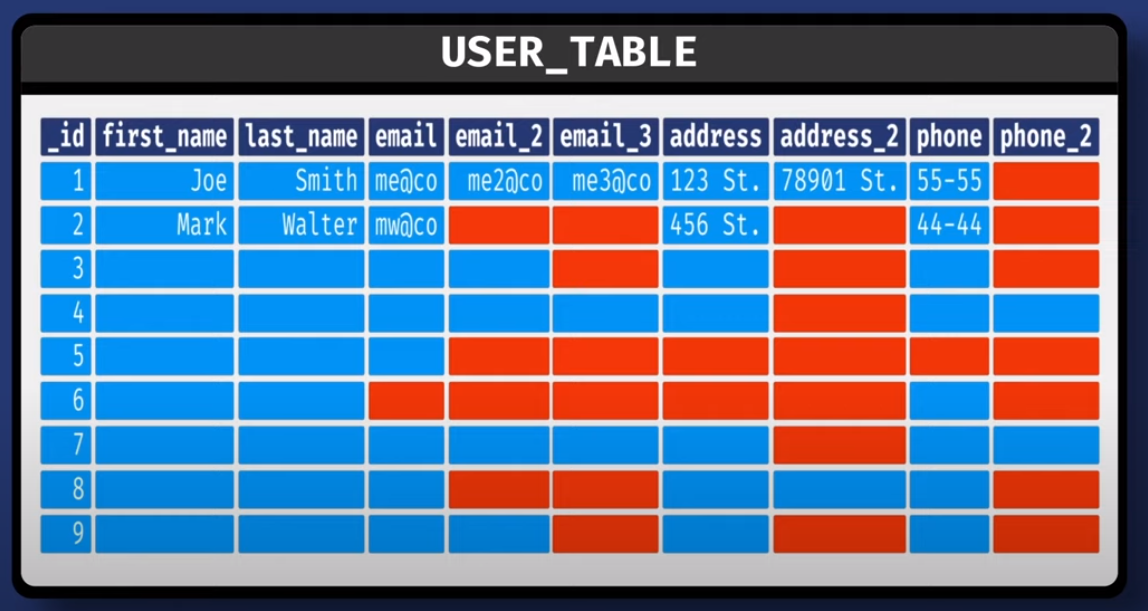 USER_TABLE
_id first_name last_name email email_2 email_3 address address_2 phone phone_2
1 Joe Smith me@co me2@co me3@co 123 St. 78901 St. 55-55
2 Mark Walter mw@co 456 St. 44-44
3
4
5
6
7
8
9